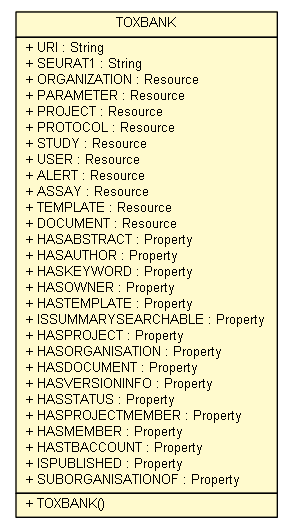 TOXBANK
+ URI : String
+ SEURAT1 : String
+ ORGANIZATION : Resource
+ PARAMETER : Resource
+ PROJECT : Resource
+ PROTOCOL : Resource
+ STUDY : Resource
+ USER : Resource
+ ALERT : Resource
+ ASSAY : Resource
+ TEMPLATE : Resource
+ DOCUMENT : Resource
+ HASABSTRACT : Property
+ HASAUTHOR : Property
+ HASKEYWORD : Property
+ HASOWNER : Property
+ HASTEMPLATE : Property
+ ISSUMMARYSEARCHABLE : Property
+ HASPROJECT : Property
+ HASORGANISATION : Property
+ HASDOCUMENT : Property
+ HASVERSIONINFO : Property
+ HASSTATUS : Property
+ HASPROJECTMEMBER : Property
+ HASMEMBER : Property
+ HASTBACCOUNT : Property
+ ISPUBLISHED : Property
+ SUBORGANISATIONOF : Property
+ TOXBANK()